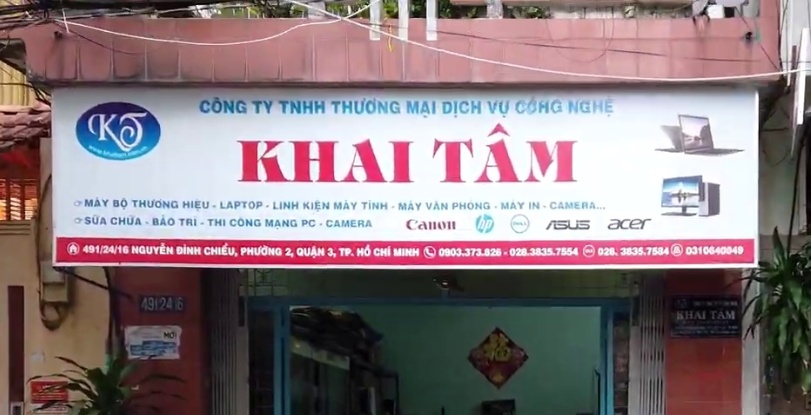 KT
CÔNG TY TNHH THƯƠNG MẠI DỊCH VỤ CÔNG NGHỆ
KHAI TÂM
MÁY BỘ THƯƠNG HIỆU - LAPTOP - LINH KIỆN MÁY TÍNH - MÁY VĂN PHÒNG - MÁY IN - CAMERA...
SỬA CHỮA - BẢO TRÌ - THI CÔNG MẠNG PC - CAMERA Canon hp DELL ASUS acer
491/24/16 NGUYỄN ĐÌNH CHIỂU, PHƯỜNG 2, QUẬN 3, TP. HỒ CHÍ MINH 0903.373.826 - 028.3835.7554 028. 3835.7584 0310640049
491 24 6
KHAI TÂM